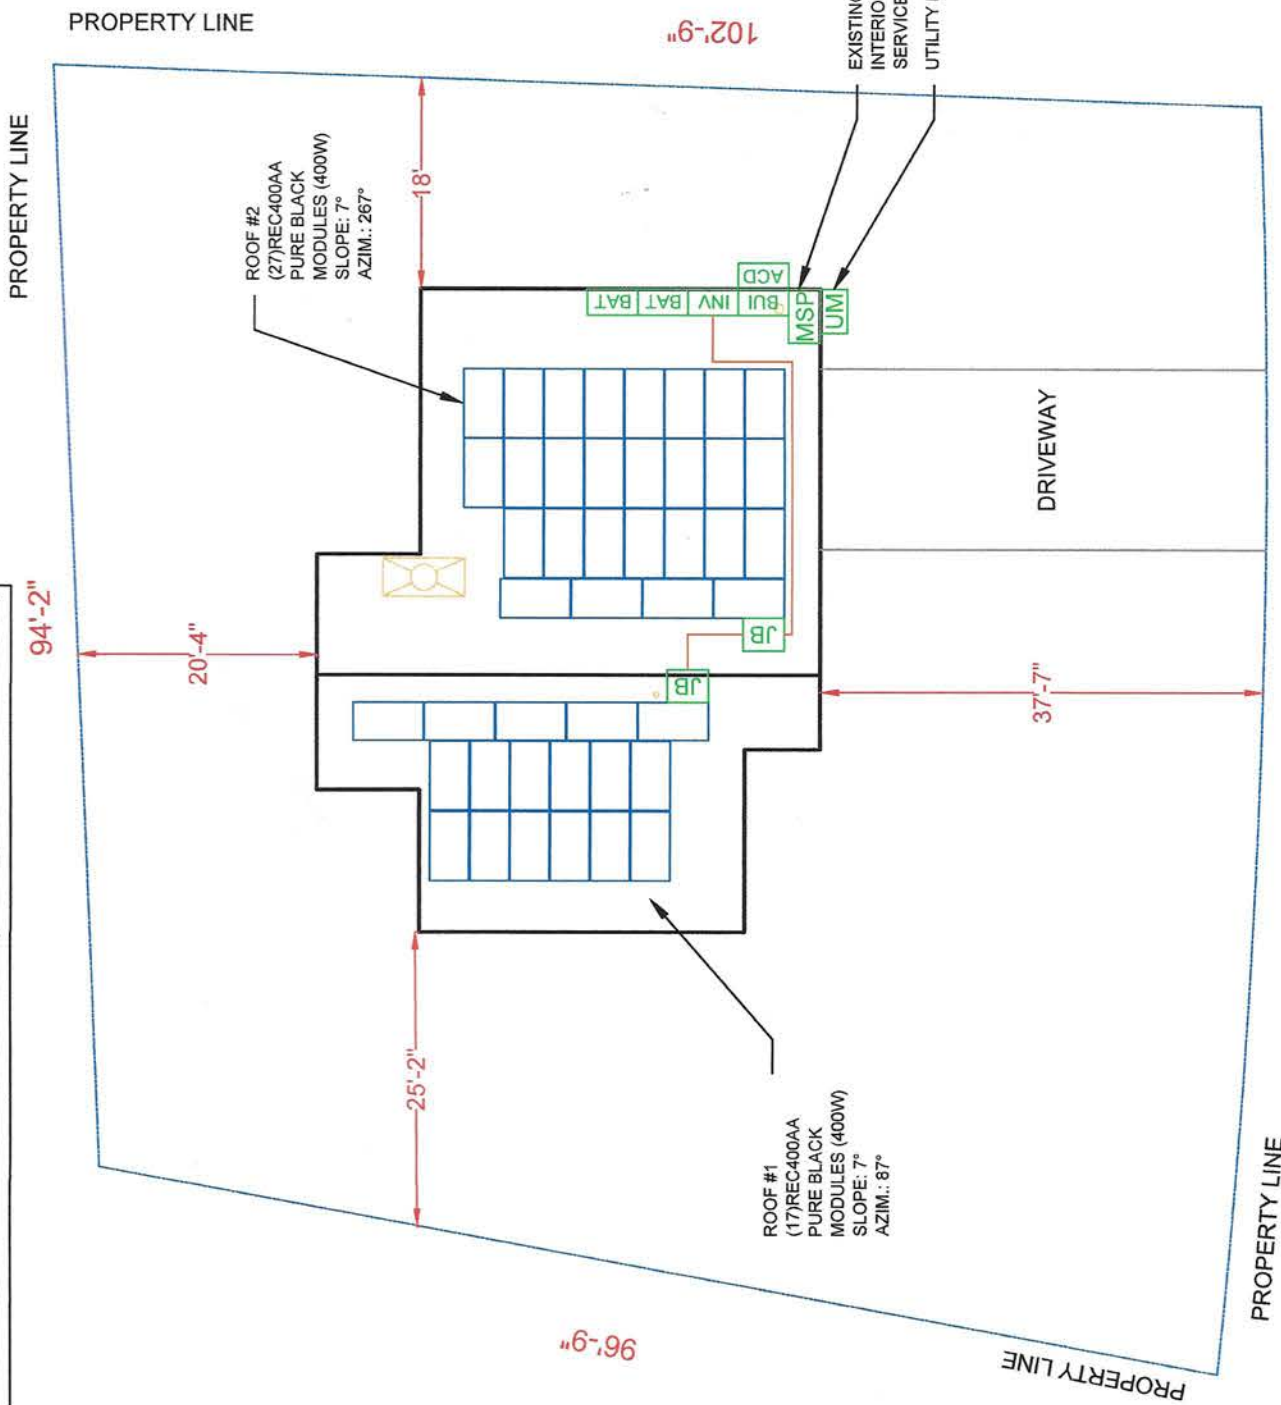 PROPERTY LINE
102'-9"
EXISTING
INTERIO
SERVICE
UTILITY
PROPERTY LINE
ROOF #2
(27)REC400AA
PURE BLACK
MODULES (400W)
SLOPE: 7°
AZIM.: 267°
18'
94'-2"
20'-4"
BAT
BAT
INV
BUI
ACD
MSP
UM
DRIVEWAY
JB
JB
37'-7"
25'-2"
ROOF #1
(17)REC400AA
PURE BLACK
MODULES (400W)
SLOPE: 7°
AZIM.: 87°
96'-9"
PROPERTY LINE
PROPERTY LINE